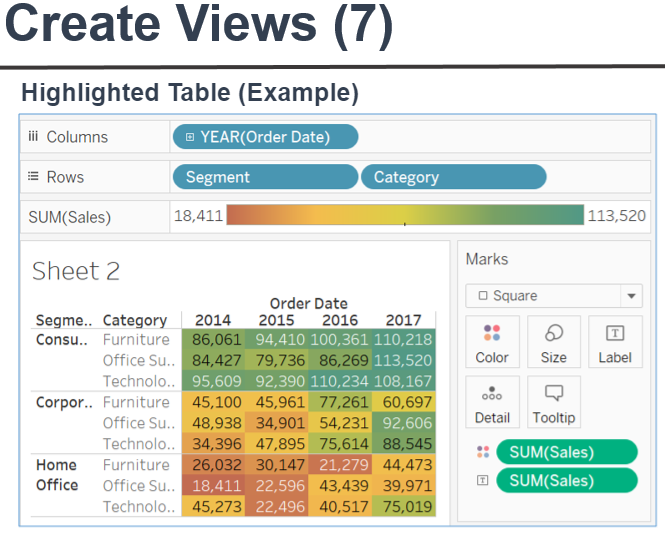 Create Views (7)
Highlighted Table (Example)
iii Columns
YEAR(Order Date)
Rows
Segment
Category
SUM(Sales)
18,411
113,520
Sheet 2
Order Date
Segme.. Category 2014 2015 2016 2017
Consu.. Furniture 86,061 94,410 100,361 110,218
Office Su.. 84,427 79,736 86,269 113,520
Technolo.. 95,609 92,390 110,234 108,167
Corpor.. Furniture 45,100 45,961 77,261 60,697
Office Su.. 48,938 34,901 54,231 92,606
Technolo.. 34,396 47,895 75,614 88,545
Home Furniture 26,032 30,147 21,279 44,473
Office Office Su.. 18,411 22,596 43,439 39,971
Technolo.. 45,273 22,496 40,517 75,019
Marks
Square
Color
Size
T
Label
Detail
Tooltip
SUM(Sales)
T SUM(Sales)